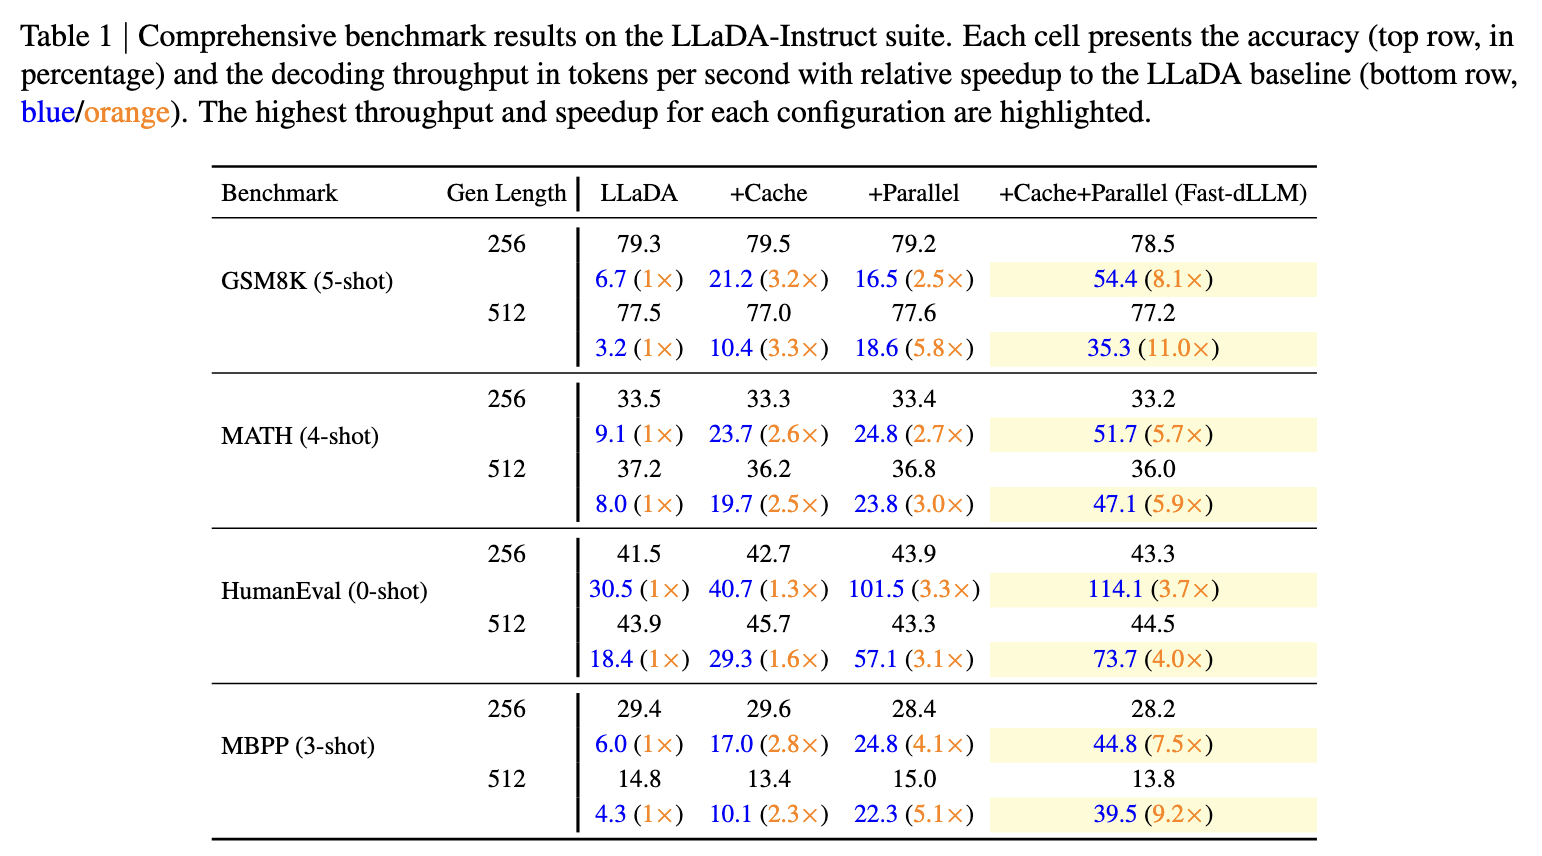 Table 1 | Comprehensive benchmark results on the LLaDA-Instruct suite. Each cell presents the accuracy (top row, in
percentage) and the decoding throughput in tokens per second with relative speedup to the LLaDA baseline (bottom row,
blue/orange). The highest throughput and speedup for each configuration are highlighted.
Benchmark Gen Length LLaDA +Cache +Parallel +Cache+Parallel (Fast-dLLM)
256 79.3 79.5 79.2 78.5
GSM8K (5-shot) 6.7 (1×) 21.2 (3.2×) 16.5 (2.5×) 54.4 (8.1×)
512 77.5 77.0 77.6 77.2
3.2 (1×) 10.4 (3.3×) 18.6 (5.8×) 35.3 (11.0×)
256 33.5 33.3 33.4 33.2
MATH (4-shot) 9.1 (1×) 23.7 (2.6×) 24.8 (2.7×) 51.7 (5.7×)
512 37.2 36.2 36.8 36.0
8.0 (1×) 19.7 (2.5×) 23.8 (3.0×) 47.1 (5.9×)
256 41.5 42.7 43.9 43.3
HumanEval (0-shot) 30.5 (1×) 40.7 (1.3×) 101.5 (3.3×) 114.1 (3.7×)
512 43.9 45.7 43.3 44.5
18.4 (1×) 29.3 (1.6×) 57.1 (3.1×) 73.7 (4.0×)
256 29.4 29.6 28.4 28.2
MBPP (3-shot) 6.0 (1×) 17.0 (2.8×) 24.8 (4.1×) 44.8 (7.5×)
512 14.8 13.4 15.0 13.8
4.3 (1×) 10.1 (2.3×) 22.3 (5.1×) 39.5 (9.2×)